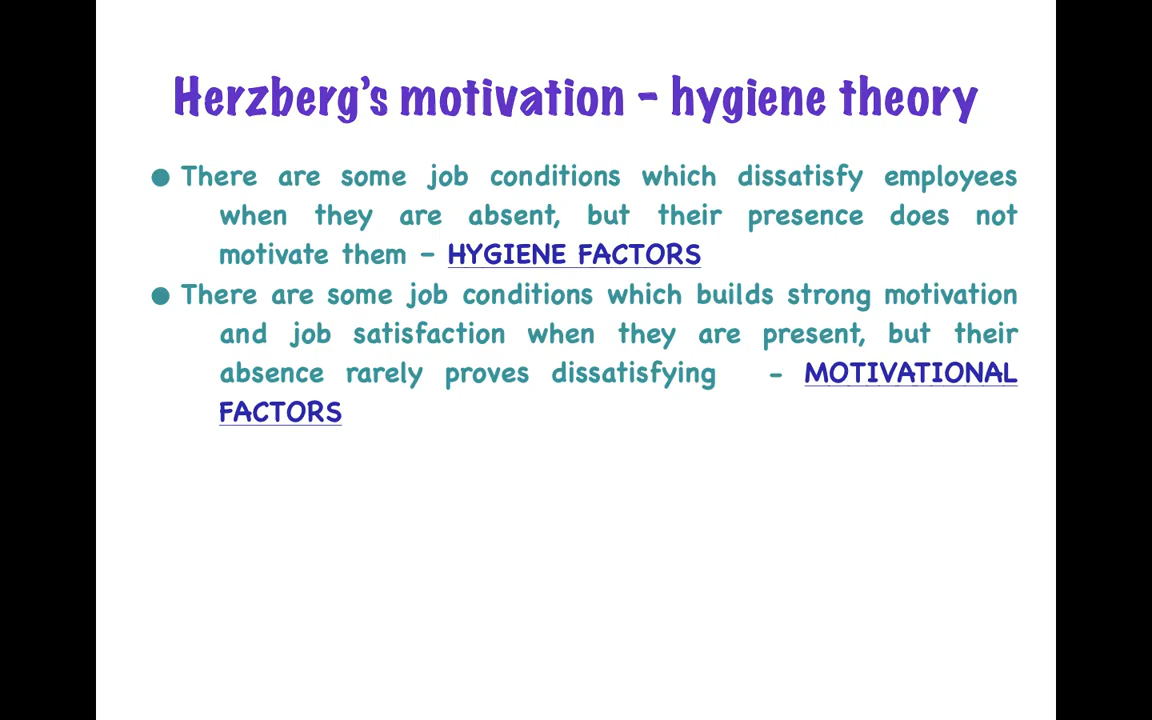 Herzberg's motivation - hygiene theory
● There are some job conditions which dissatisfy employees
when they are absent, but their presence does not
motivate them - HYGIENE FACTORS
● There are some job conditions which builds strong motivation
and job satisfaction when they are present, but their
absence rarely proves dissatisfying - MOTIVATIONAL
FACTORS